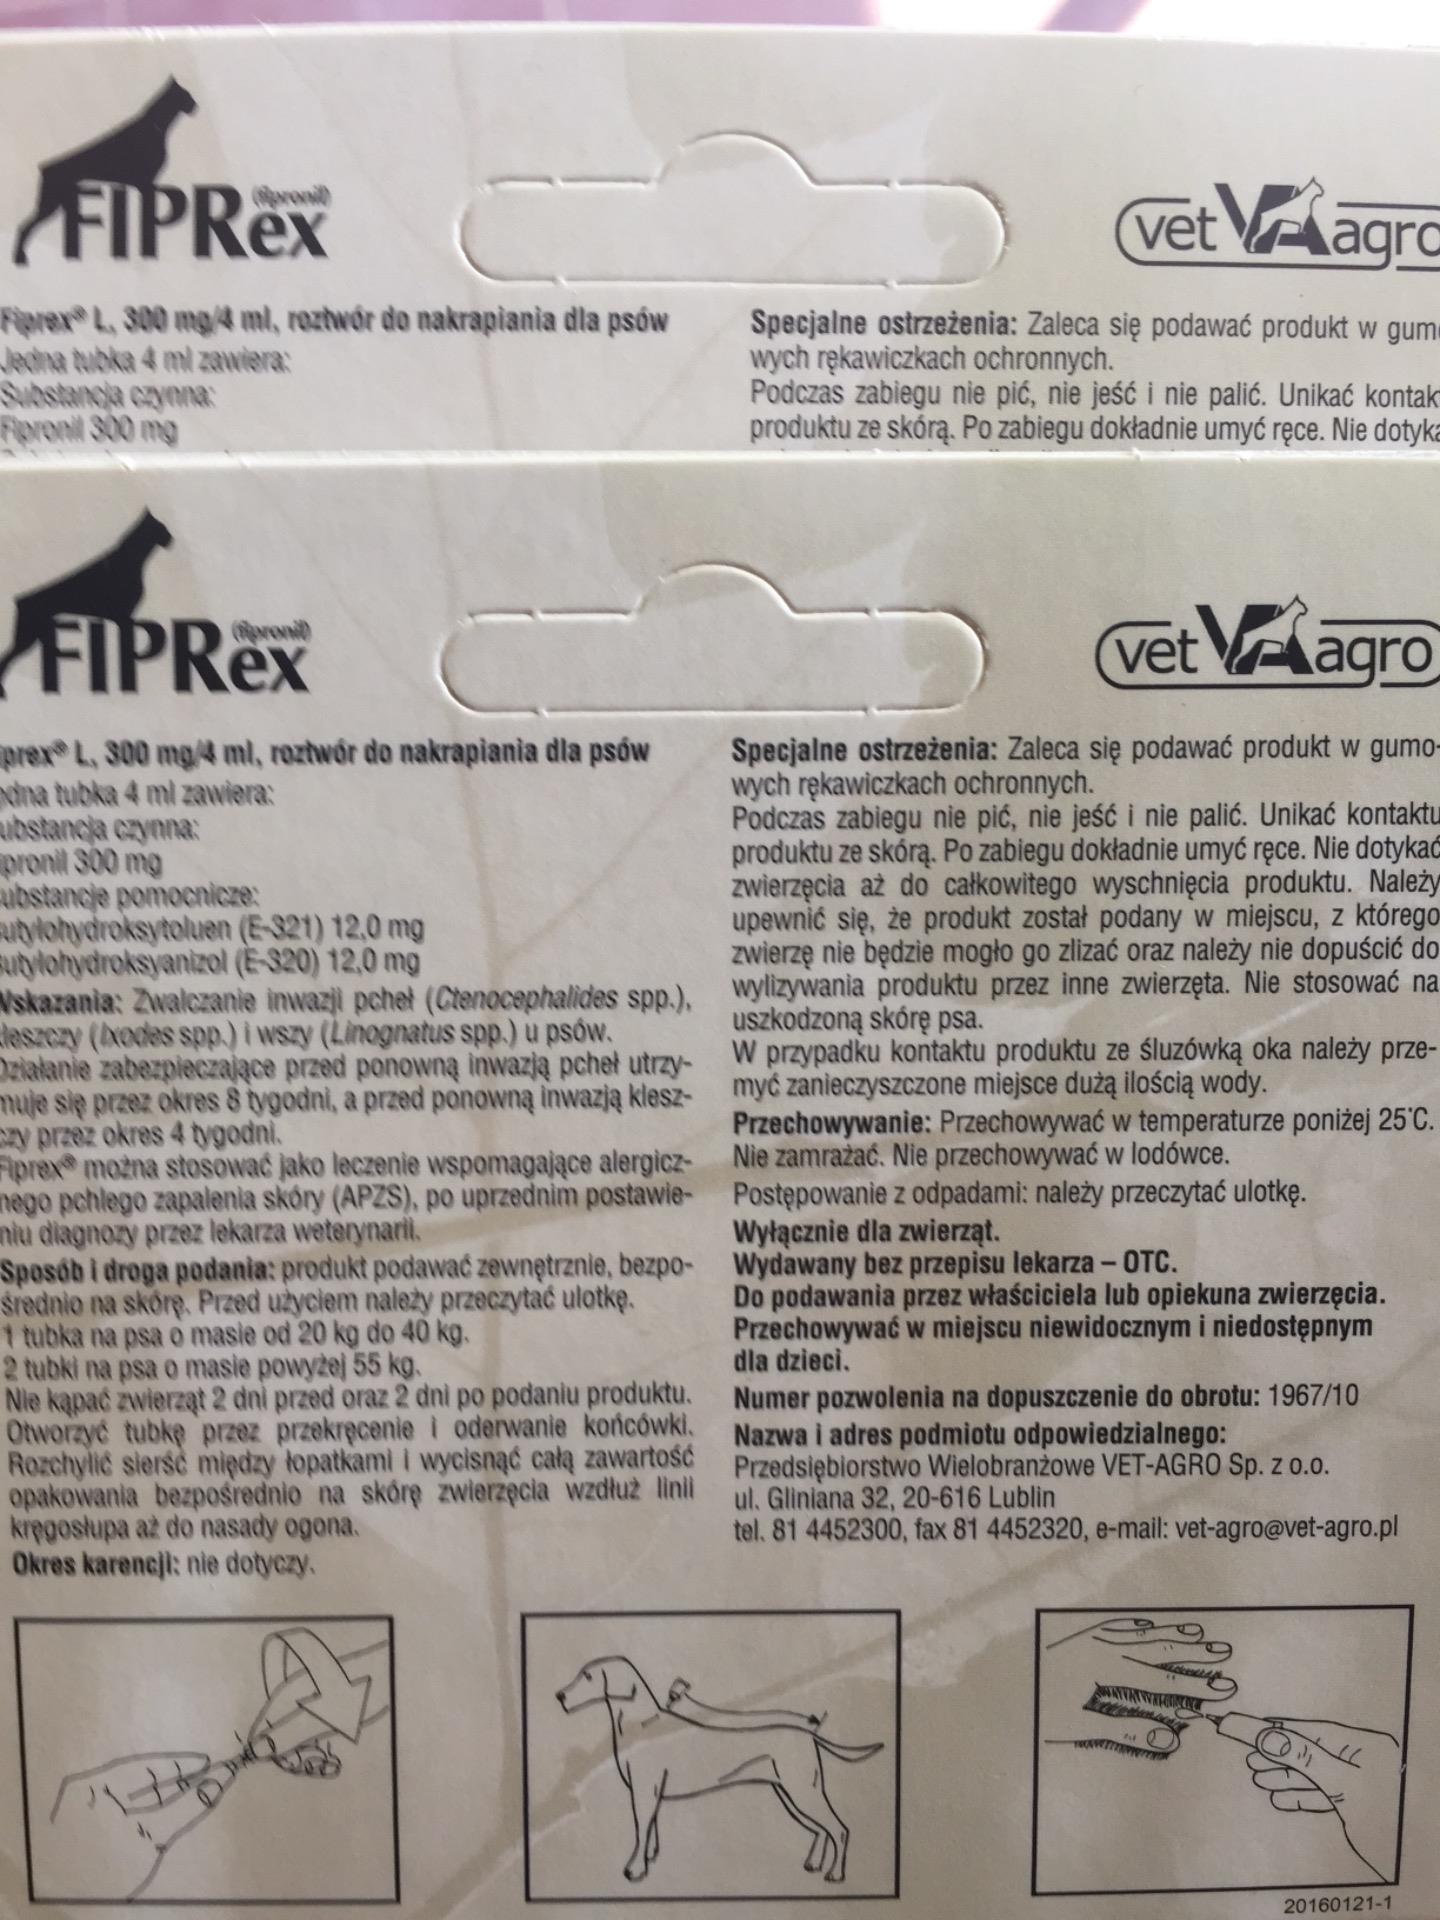 FIPRex
(fipronil)
vet agro
Fiprex® L, 300 mg/4 ml, roztwór do nakrapiania dla psów
Jedna tubka 4 ml zawiera:
Substancja czynna:
Fipronil 300 mg
Specjalne ostrzeżenia: Zaleca się podawać produkt w gum
wych rękawiczkach ochronnych.
Podczas zabiegu nie pić, nie jeść i nie palić. Unikać kontak
produktu ze skórą. Po zabiegu dokładnie umyć ręce. Nie dotyka
FIPRex
(fipronil)
vet agro
iprex® L, 300 mg/4 ml, roztwór do nakrapiania dla psów
edna tubka 4 ml zawiera:
ubstancja czynna:
ipronil 300 mg
ubstancje pomocnicze:
utylohydroksytoluen (E-321) 12,0 mg
utylohydroksyanizol (E-320) 12,0 mg
Wskazania: Zwalczanie inwazji pcheł (Ctenocephalides spp.),
kleszczy (Ixodes spp.) i wszy (Linognatus spp.) u psów.
Działanie zabezpieczające przed ponowną inwazją pcheł utrzy-
muje się przez okres 8 tygodni, a przed ponowną inwazją klesz-
czy przez okres 4 tygodni.
Fiprex® można stosować jako leczenie wspomagające alergicz-
nego pchlego zapalenia skóry (APZS), po uprzednim postawie-
niu diagnozy przez lekarza weterynarii.
Sposób i droga podania: produkt podawać zewnętrznie, bezpo-
średnio na skórę. Przed użyciem należy przeczytać ulotkę.
1 tubka na psa o masie od 20 kg do 40 kg.
2 tubki na psa o masie powyżej 55 kg.
Nie kąpać zwierząt 2 dni przed oraz 2 dni po podaniu produktu.
Otworzyć tubkę przez przekręcenie i oderwanie końcówki.
Rozchylić sierść między łopatkami i wycisnąć całą zawartość
opakowania bezpośrednio na skórę zwierzęcia wzdłuż linii
kręgosłupa aż do nasady ogona.
Okres karencji: nie dotyczy.
Specjalne ostrzeżenia: Zaleca się podawać produkt w gumo-
wych rękawiczkach ochronnych.
Podczas zabiegu nie pić, nie jeść i nie palić. Unikać kontaktu
produktu ze skórą. Po zabiegu dokładnie umyć ręce. Nie dotykać
zwierzęcia aż do całkowitego wyschnięcia produktu. Należy
upewnić się, że produkt został podany w miejscu, z którego
zwierzę nie będzie mogło go zlizać oraz należy nie dopuścić do
wylizywania produktu przez inne zwierzęta. Nie stosować na
uszkodzoną skórę psa.
W przypadku kontaktu produktu ze śluzówką oka należy prze-
myć zanieczyszczone miejsce dużą ilością wody.
Przechowywanie: Przechowywać w temperaturze poniżej 25°C.
Nie zamrażać. Nie przechowywać w lodówce.
Postępowanie z odpadami: należy przeczytać ulotkę.
Wyłącznie dla zwierząt.
Wydawany bez przepisu lekarza – OTC.
Do podawania przez właściciela lub opiekuna zwierzęcia.
Przechowywać w miejscu niewidocznym i niedostępnym
dla dzieci.
Numer pozwolenia na dopuszczenie do obrotu: 1967/10
Nazwa i adres podmiotu odpowiedzialnego:
Przedsiębiorstwo Wielobranżowe VET-AGRO Sp. z o.o.
ul. Gliniana 32, 20-616 Lublin
tel. 81 4452300, fax 81 4452320, e-mail: vet-agro@vet-agro.pl
20160121-1